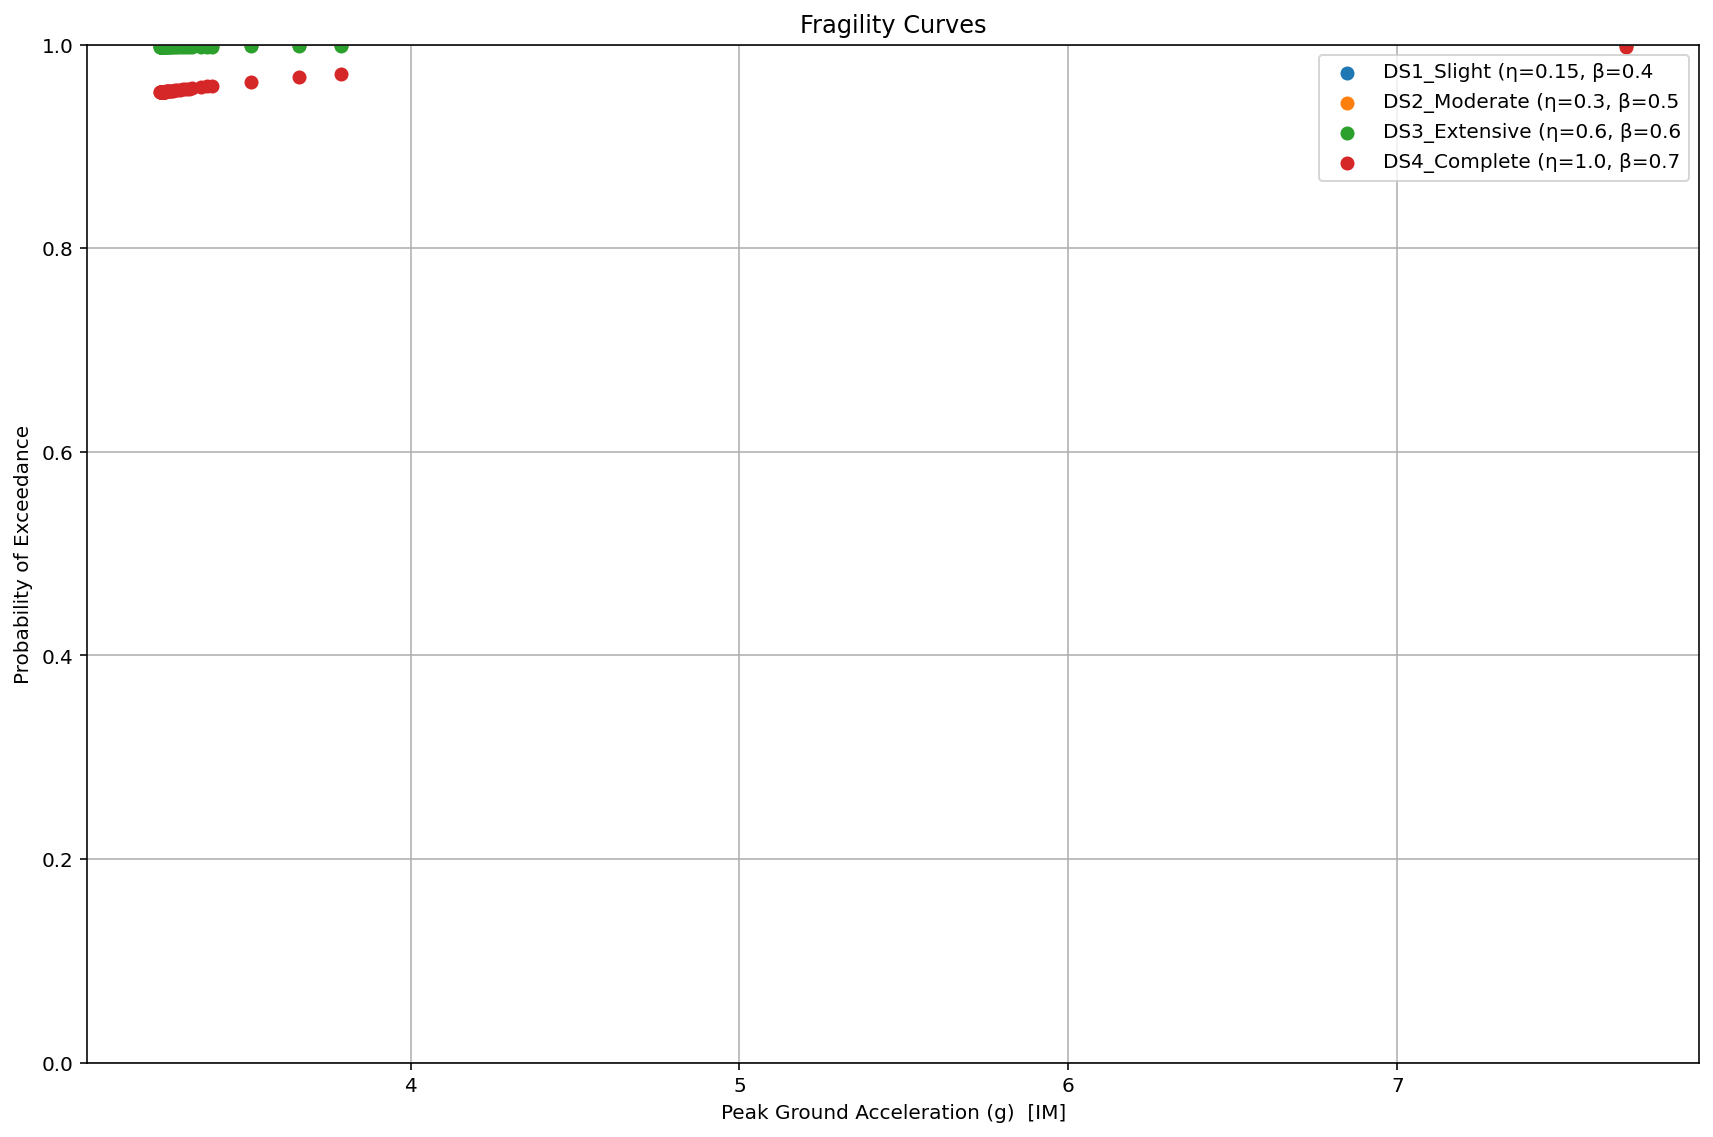 Fragility Curves
1.0
0.8
0.6
0.4
0.2
0.0
Probability of Exceedance
DS1_Slight (η=0.15, β=0.4
DS2_Moderate (η=0.3, β=0.5
DS3_Extensive (η=0.6, β=0.6
DS4_Complete (η=1.0, β=0.7
4 5 6 7
Peak Ground Acceleration (g)  [IM]